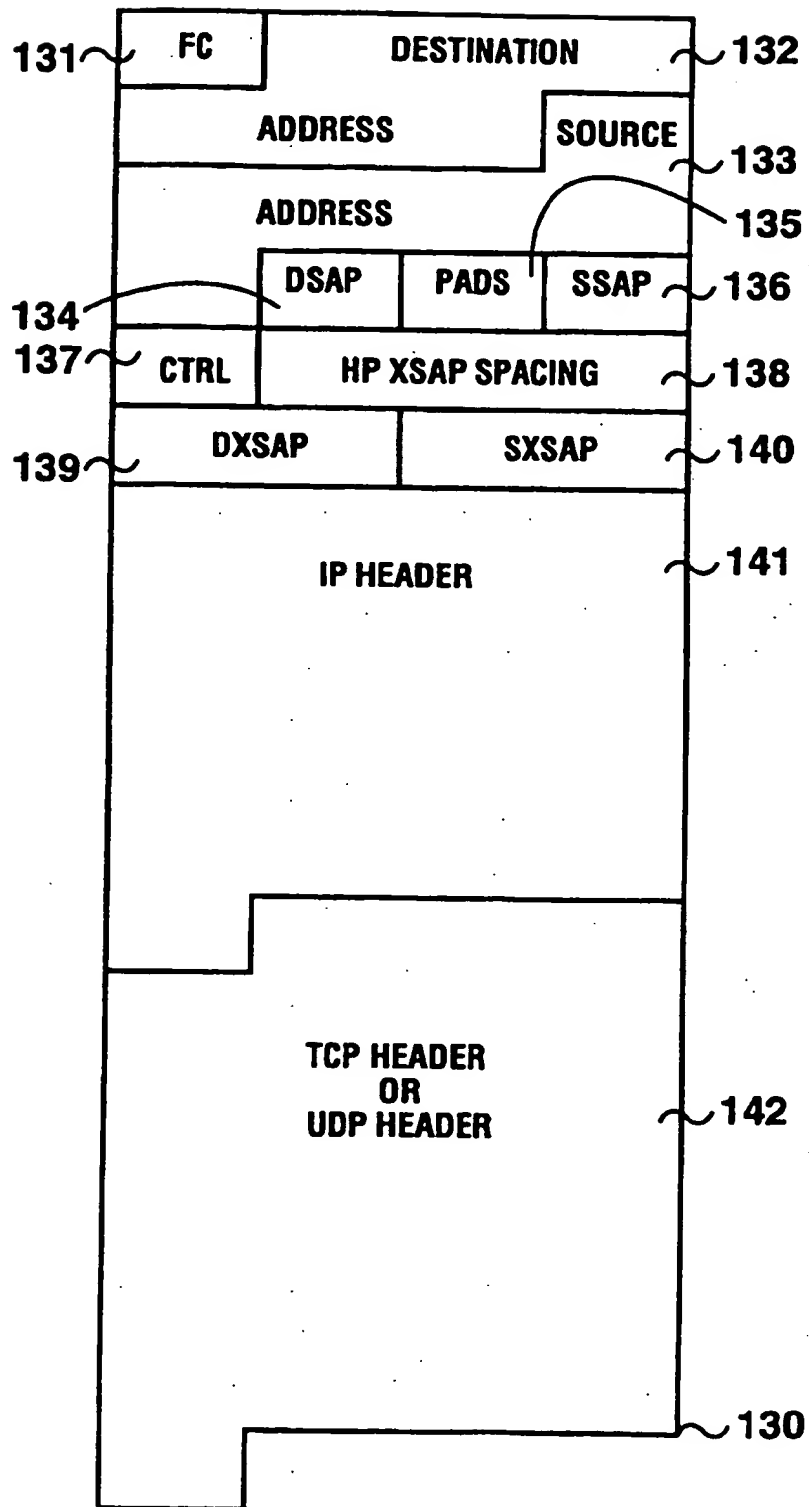 131 FC DESTINATION 132
ADDRESS SOURCE
133
ADDRESS
135
134 DSAP PADS SSAP 136
137 CTRL HP XSAP SPACING 138
139 DXSAP SXSAP 140
IP HEADER 141
TCP HEADER
OR
UDP HEADER 142
130